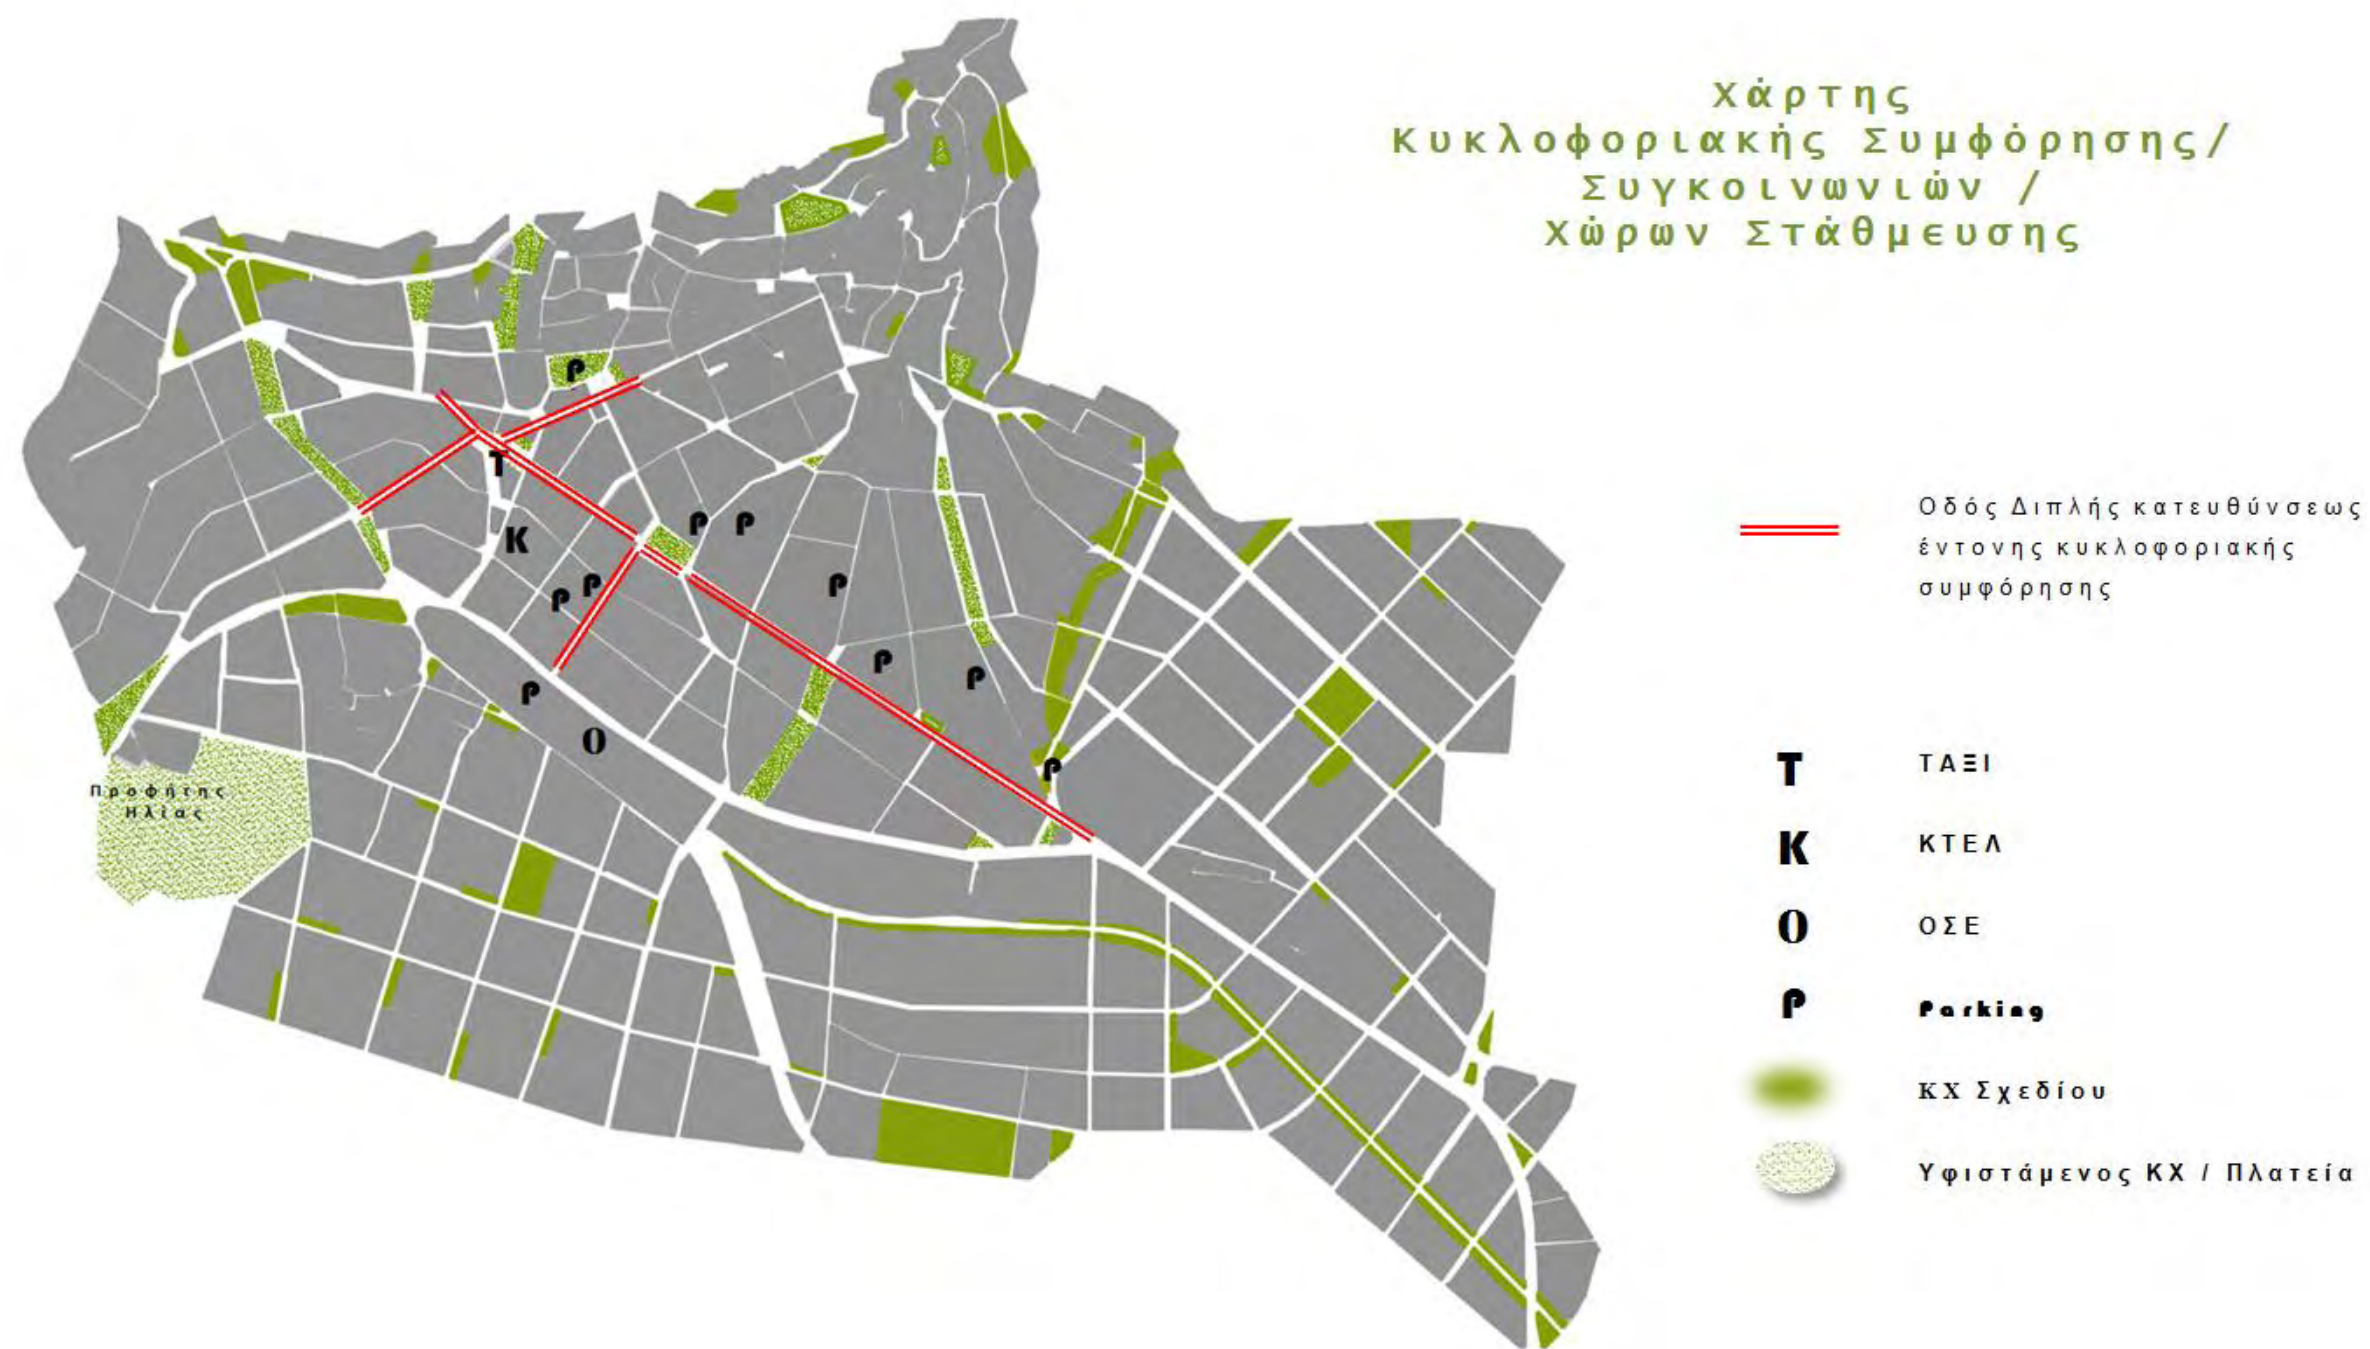 Χάρτης
Κυκλοφοριακής Συμφόρησης/
Συγκοινωνιών /
Χώρων Στάθμευσης
P
T
P P
K
P
P P
P
P
P
O
P
Προφήτης
Ηλίας
Οδός Διπλής κατευθύνσεως
έντονης κυκλοφοριακής
συμφόρησης
T ΤΑΞΙ
K ΚΤΕΛ
O ΟΣΕ
P Parking
ΚΧ Σχεδίου
Υφιστάμενος ΚΧ / Πλατεία